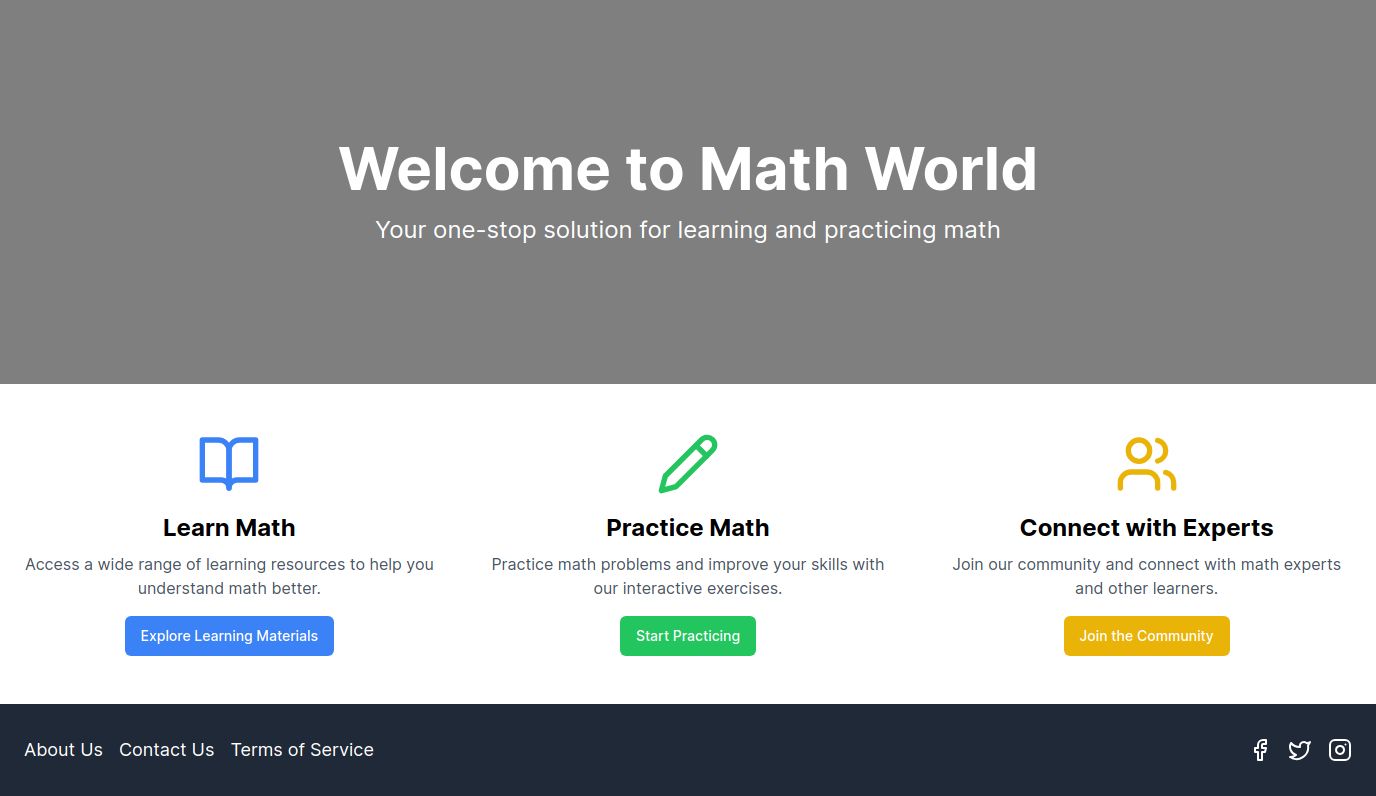 Welcome to Math World
Your one-stop solution for learning and practicing math
Learn Math
Access a wide range of learning resources to help you
understand math better.
Explore Learning Materials
Practice Math
Practice math problems and improve your skills with
our interactive exercises.
Start Practicing
Connect with Experts
Join our community and connect with math experts
and other learners.
Join the Community
About Us Contact Us Terms of Service